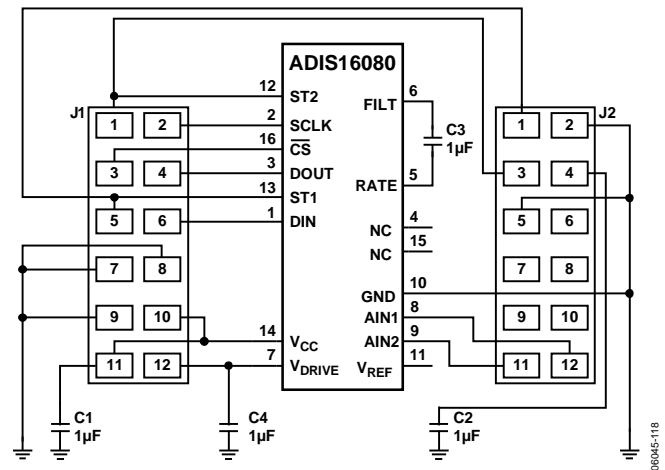 ADIS16080
J1
1 2
3 4
5 6
7 8
9 10
11 12
12 ST2
2 SCLK
16 CS
3 DOUT
13 ST1
1 DIN
14 VCC
7 VDRIVE
FILT 6
RATE 5
NC 4
NC 15
GND 10
AIN1 8
AIN2 9
VREF 11
C3
1µF
J2
1 2
3 4
5 6
7 8
9 10
11 12
C1
1µF
C4
1µF
C2
1µF
06045-118